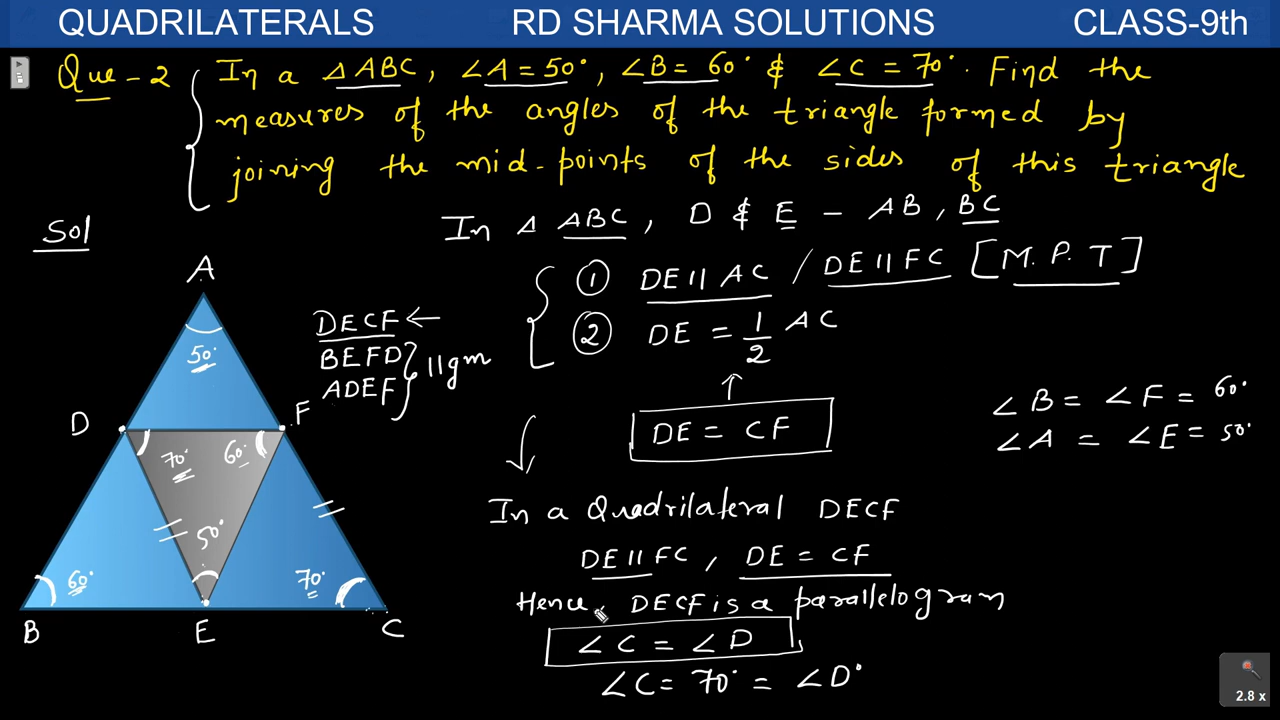 QUADRILATERALS RD SHARMA SOLUTIONS CLASS-9th
Que - 2 In a △ ABC, ∠A = 50°, ∠B = 60° & ∠C = 70°. Find the
measures of the angles of the triangle formed by
joining the mid-points of the sides of this triangle
Sol
In △ ABC, D & E – AB, BC
① DE || AC / DE || FC [M. P. T]
② DE = 1/2 AC
DE = CF
In a Quadrilateral DECF
DE || FC, DE = CF
Hence, DECF is a parallelogram
∠C = ∠D
∠C = 70° = ∠D°
∠B = ∠F = 60°
∠A = ∠E = 50°
DECF ←
BEFD
ADEF
||gm
A
50°
D
F
70°
60°
50°
60°
70°
B
E
C
2.8 x